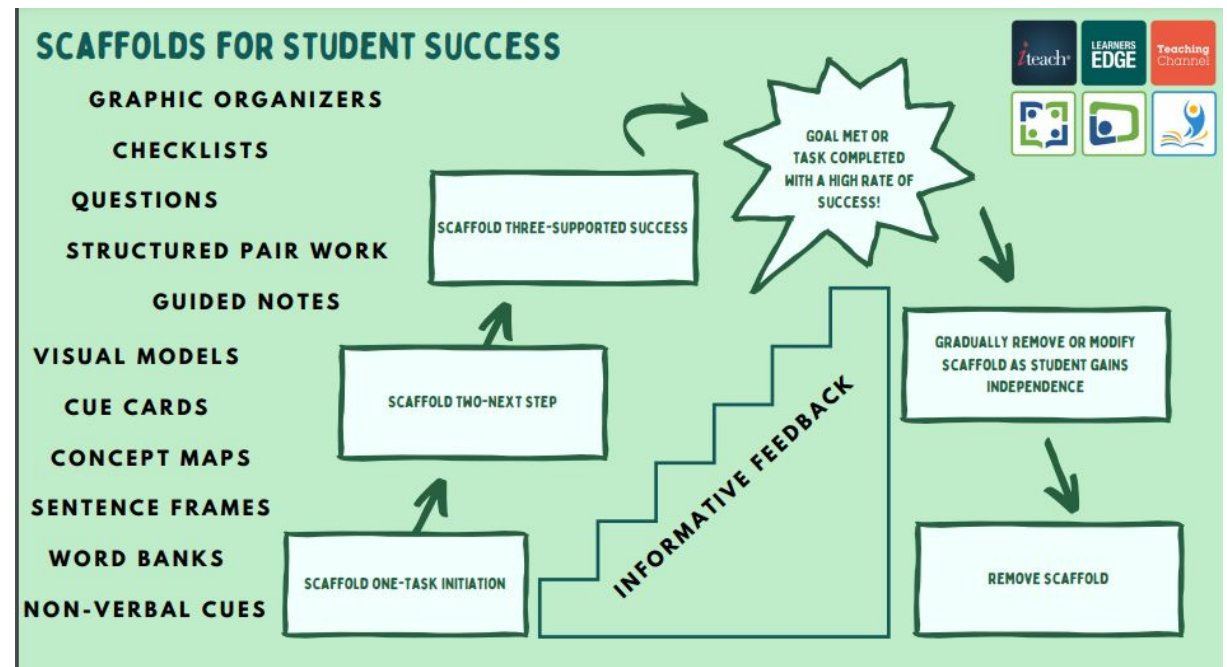 SCAFFOLDS FOR STUDENT SUCCESS
GRAPHIC ORGANIZERS
CHECKLISTS
QUESTIONS
STRUCTURED PAIR WORK
GUIDED NOTES
VISUAL MODELS
CUE CARDS
CONCEPT MAPS
SENTENCE FRAMES
WORD BANKS
NON-VERBAL CUES
SCAFFOLD ONE-TASK INITIATION
SCAFFOLD TWO-NEXT STEP
SCAFFOLD THREE-SUPPORTED SUCCESS
GOAL MET OR
TASK COMPLETED
WITH A HIGH RATE OF
SUCCESS!
INFORMATIVE FEEDBACK
GRADUALLY REMOVE OR MODIFY
SCAFFOLD AS STUDENT GAINS
INDEPENDENCE
REMOVE SCAFFOLD
iteach
LEARNERS
EDGE
Teaching
Channel